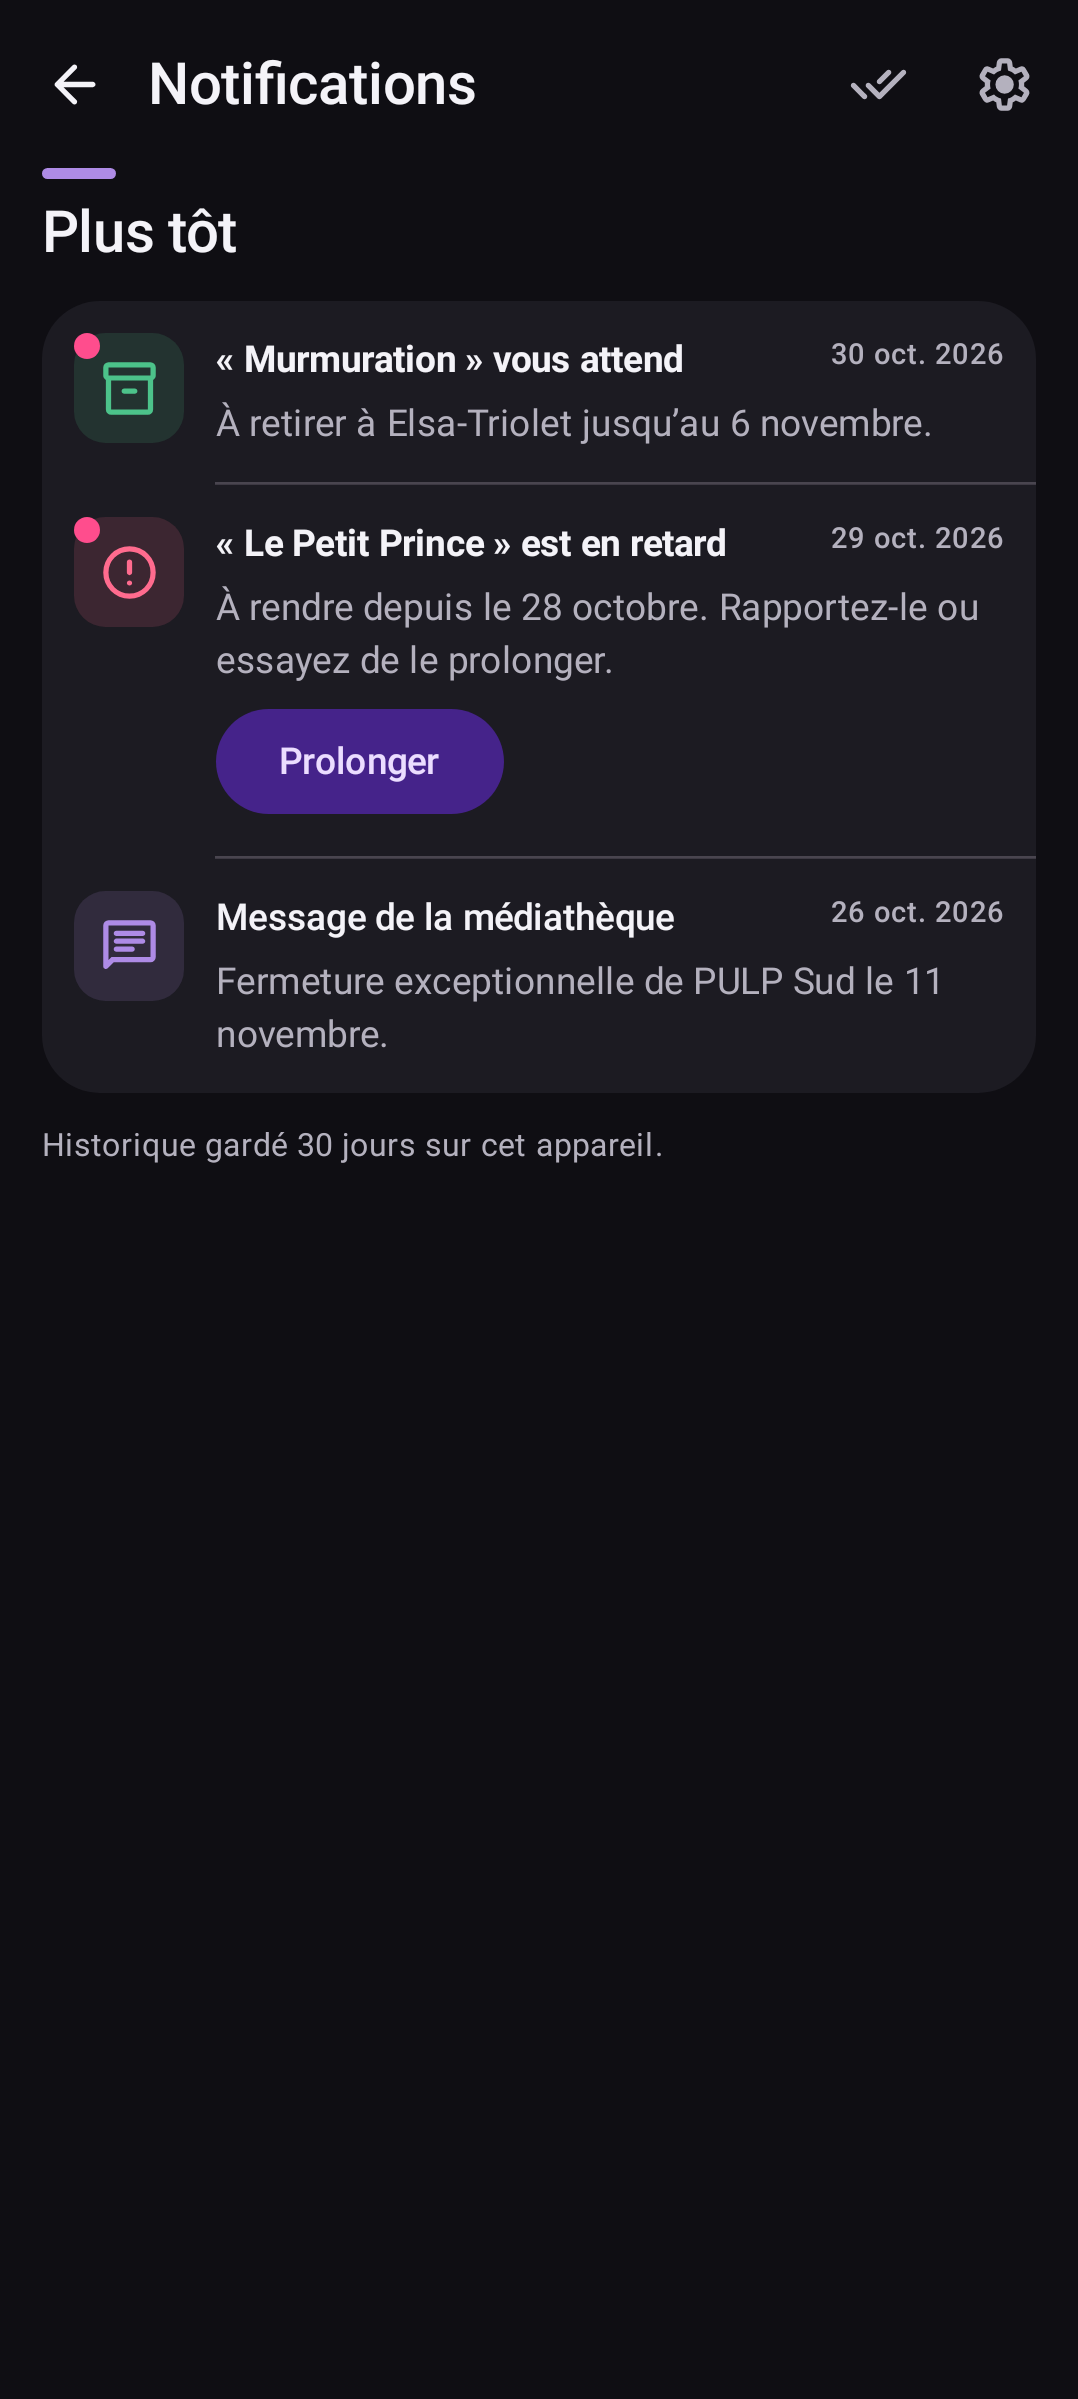 Notifications
Plus tôt
« Murmuration » vous attend
30 oct. 2026
À retirer à Elsa-Triolet jusqu’au 6 novembre.
« Le Petit Prince » est en retard
29 oct. 2026
À rendre depuis le 28 octobre. Rapportez-le ou
essayez de le prolonger.
Prolonger
Message de la médiathèque
26 oct. 2026
Fermeture exceptionnelle de PULP Sud le 11
novembre.
Historique gardé 30 jours sur cet appareil.